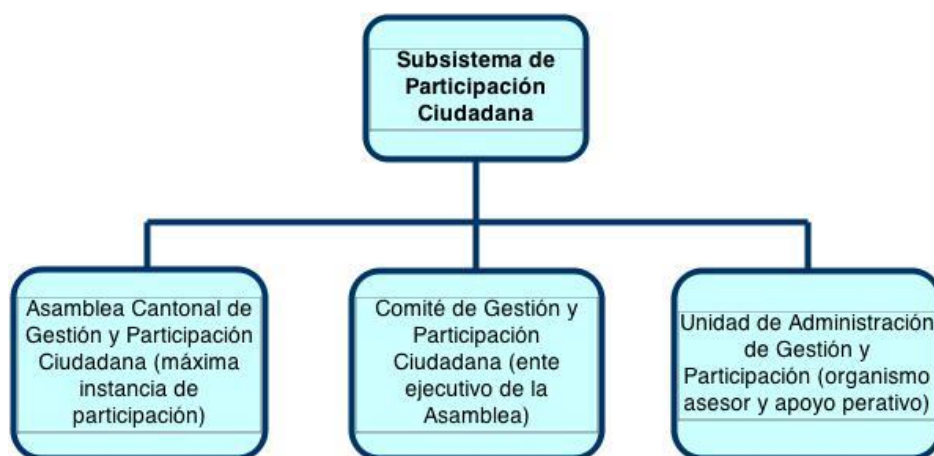 Subsistema de
Participación
Ciudadana
Asamblea Cantonal de
Gestión y Participación
Ciudadana (máxima
instancia de
participación)
Comité de Gestión y
Participación
Ciudadana (ente
ejecutivo de la
Asamblea)
Unidad de Administración
de Gestión y
Participación (organismo
asesor y apoyo perativo)